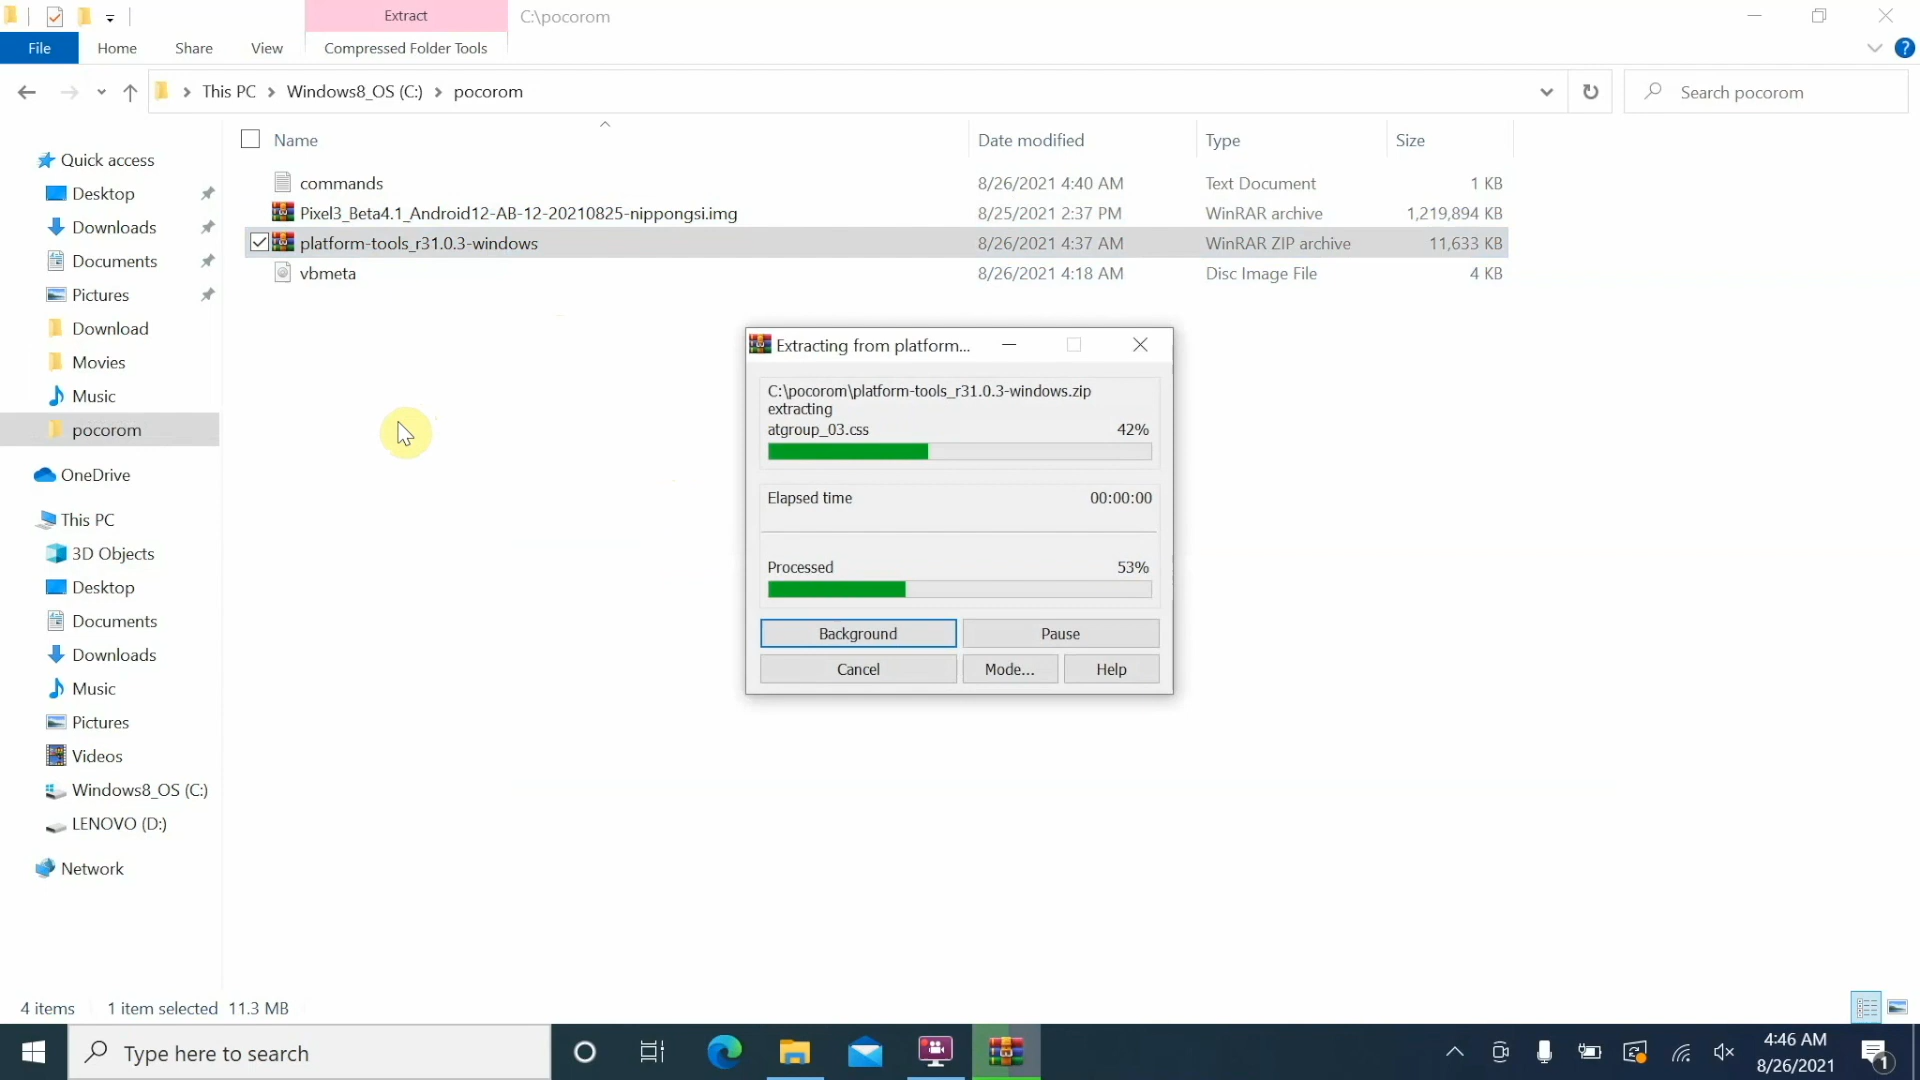 Extract
C:\pocorom
File
Home
Share
View
Compressed Folder Tools
This PC
Windows8_OS (C:)
pocorom
Search pocorom
Name
Date modified
Type
Size
commands
8/26/2021 4:40 AM
Text Document
1 KB
Pixel3_Beta4.1_Android12-AB-12-20210825-nippongsi.img
8/25/2021 2:37 PM
WinRAR archive
1,219,894 KB
platform-tools_r31.0.3-windows
8/26/2021 4:37 AM
WinRAR ZIP archive
11,633 KB
vbmeta
8/26/2021 4:18 AM
Disc Image File
4 KB
Quick access
Desktop
Downloads
Documents
Pictures
Download
Movies
Music
pocorom
OneDrive
This PC
3D Objects
Desktop
Documents
Downloads
Music
Pictures
Videos
Windows8_OS (C:)
LENOVO (D:)
Network
Extracting from platform...
C:\pocorom\platform-tools_r31.0.3-windows.zip
extracting
atgroup_03.css
42%
Elapsed time
00:00:00
Processed
53%
Background
Pause
Cancel
Mode...
Help
4 items
1 item selected 11.3 MB
Type here to search
4:46 AM
8/26/2021
1